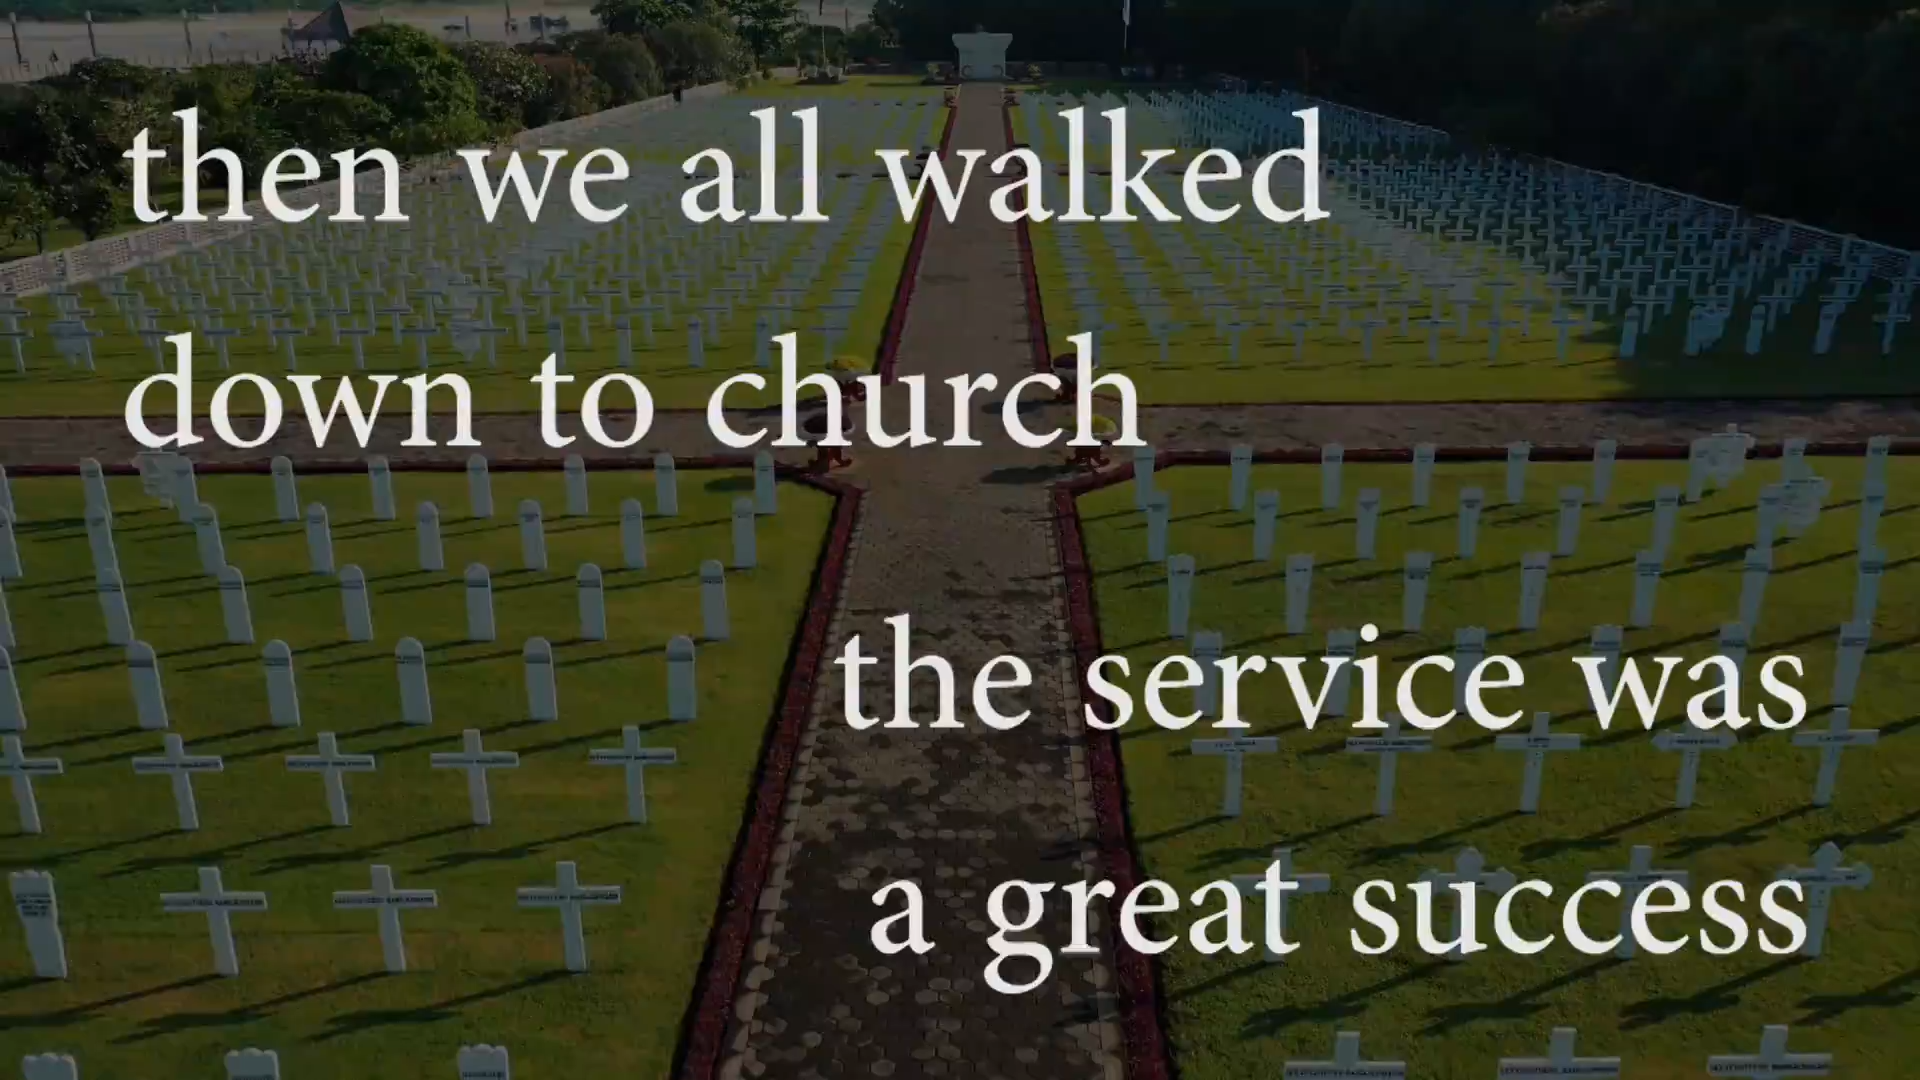 then we all walked
down to church
the service was
a great success